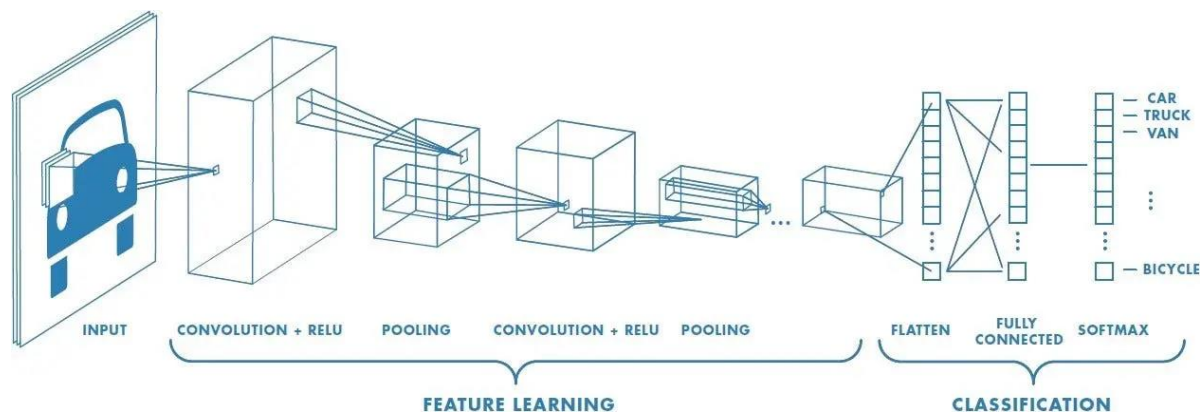 CAR
TRUCK
VAN
BICYCLE
INPUT
CONVOLUTION + RELU
POOLING
CONVOLUTION + RELU
POOLING
FLATTEN
FULLY
CONNECTED
SOFTMAX
FEATURE LEARNING
CLASSIFICATION